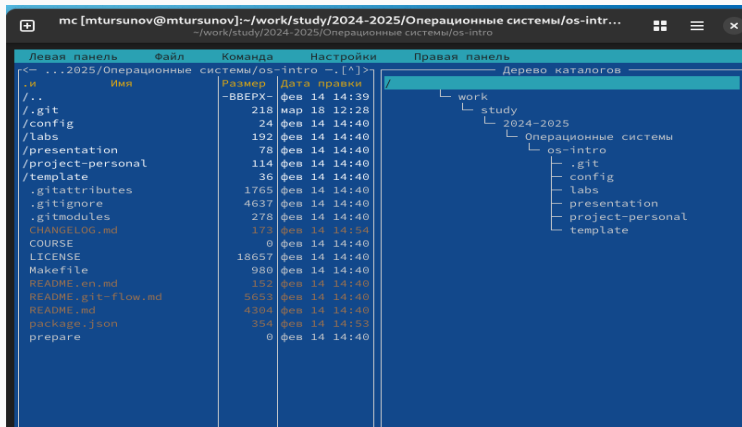 mc [mtursunov@mtursunov]:~/work/study/2024-2025/Операционные системы/os-intr...
~/work/study/2024-2025/Операционные системы/os-intro
Левая панель Файл Команда Настройки Правая панель
<— ...2025/Операционные системы/os-intro —.[^]>
.и Имя Размер Дата правки
/.. -ВВЕРХ- фев 14 14:39
/.git 218 мар 18 12:28
/config 24 фев 14 14:40
/labs 192 фев 14 14:40
/presentation 78 фев 14 14:40
/project-personal 114 фев 14 14:40
/template 36 фев 14 14:40
.gitattributes 1765 фев 14 14:40
.gitignore 4637 фев 14 14:40
.gitmodules 278 фев 14 14:40
CHANGELOG.md 173 фев 14 14:54
COURSE 0 фев 14 14:40
LICENSE 18657 фев 14 14:40
Makefile 980 фев 14 14:40
README.en.md 152 фев 14 14:40
README.git-flow.md 5653 фев 14 14:40
README.md 4304 фев 14 14:40
package.json 354 фев 14 14:53
prepare 0 фев 14 14:40
Дерево каталогов
/
work
study
2024-2025
Операционные системы
os-intro
.git
config
labs
presentation
project-personal
template